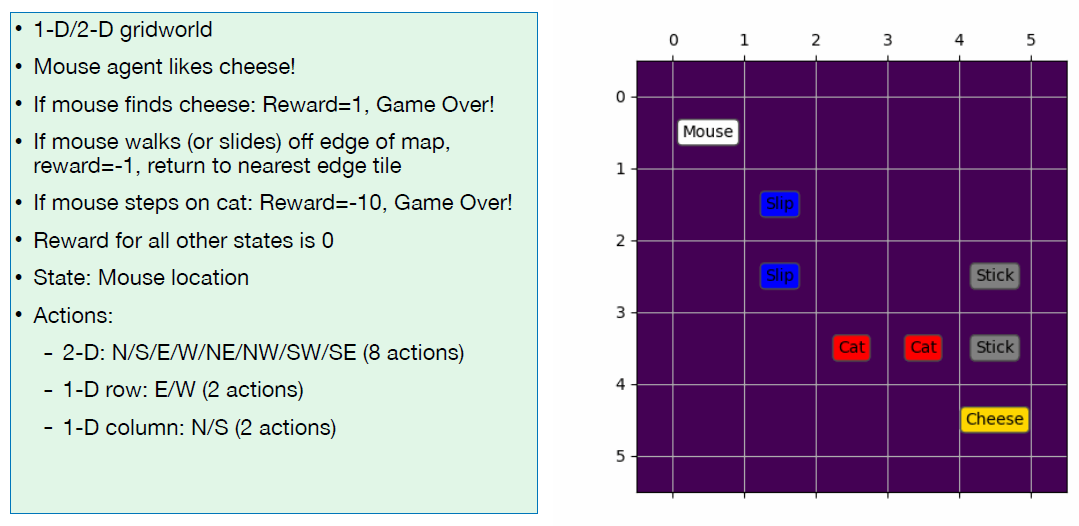 • 1-D/2-D gridworld
• Mouse agent likes cheese!
• If mouse finds cheese: Reward=1, Game Over!
• If mouse walks (or slides) off edge of map,
reward=-1, return to nearest edge tile
• If mouse steps on cat: Reward=-10, Game Over!
• Reward for all other states is 0
• State: Mouse location
• Actions:
– 2-D: N/S/E/W/NE/NW/SW/SE (8 actions)
– 1-D row: E/W (2 actions)
– 1-D column: N/S (2 actions)
0 1 2 3 4 5
0
Mouse
1
Slip
2
Slip Stick
3
Cat Cat Stick
4
Cheese
5